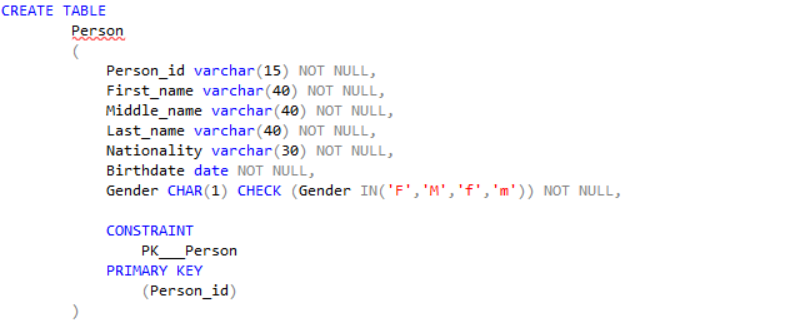 CREATE TABLE
Person
(
Person_id varchar(15) NOT NULL,
First_name varchar(40) NOT NULL,
Middle_name varchar(40) NOT NULL,
Last_name varchar(40) NOT NULL,
Nationality varchar(30) NOT NULL,
Birthdate date NOT NULL,
Gender CHAR(1) CHECK (Gender IN('F','M','f','m')) NOT NULL,
CONSTRAINT
PK___Person
PRIMARY KEY
(Person_id)
)